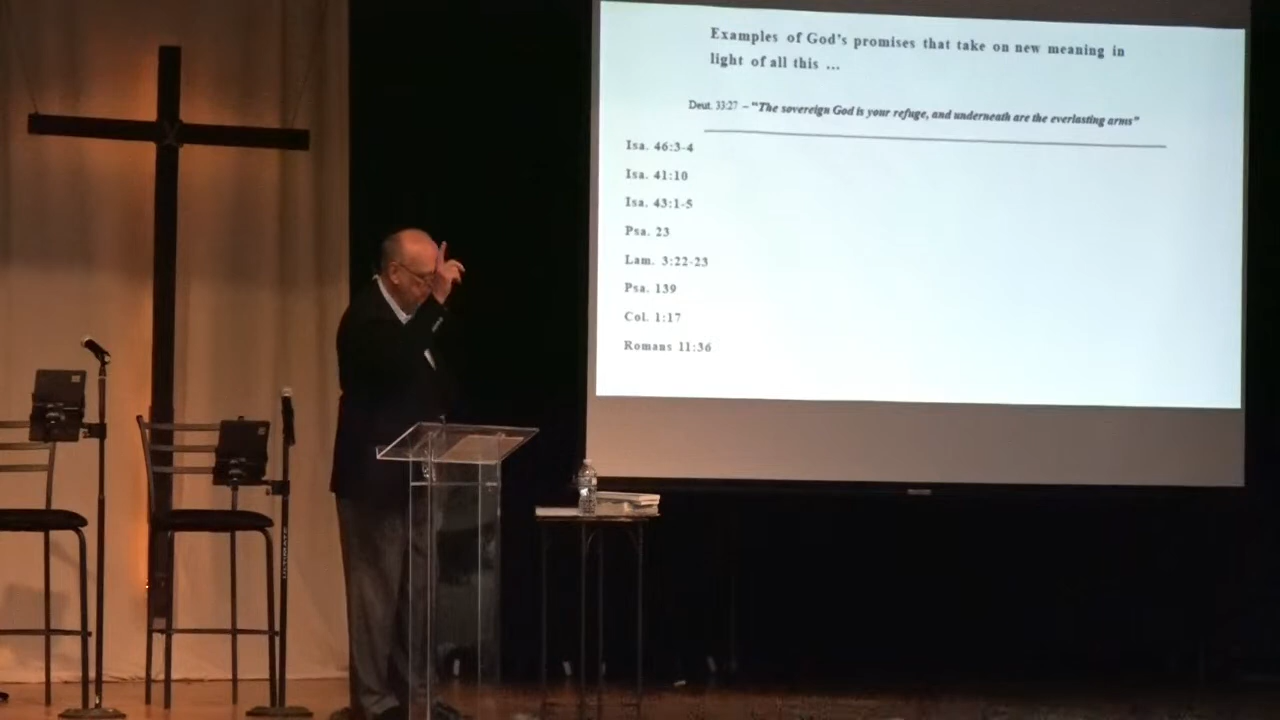 Examples of God's promises that take on new meaning in
light of all this ...
Deut. 33:27 – "The sovereign God is your refuge, and underneath are the everlasting arms"
Isa. 46:3-4
Isa. 41:10
Isa. 43:1-5
Psa. 23
Lam. 3:22-23
Psa. 139
Col. 1:17
Romans 11:36
ULTIMATE